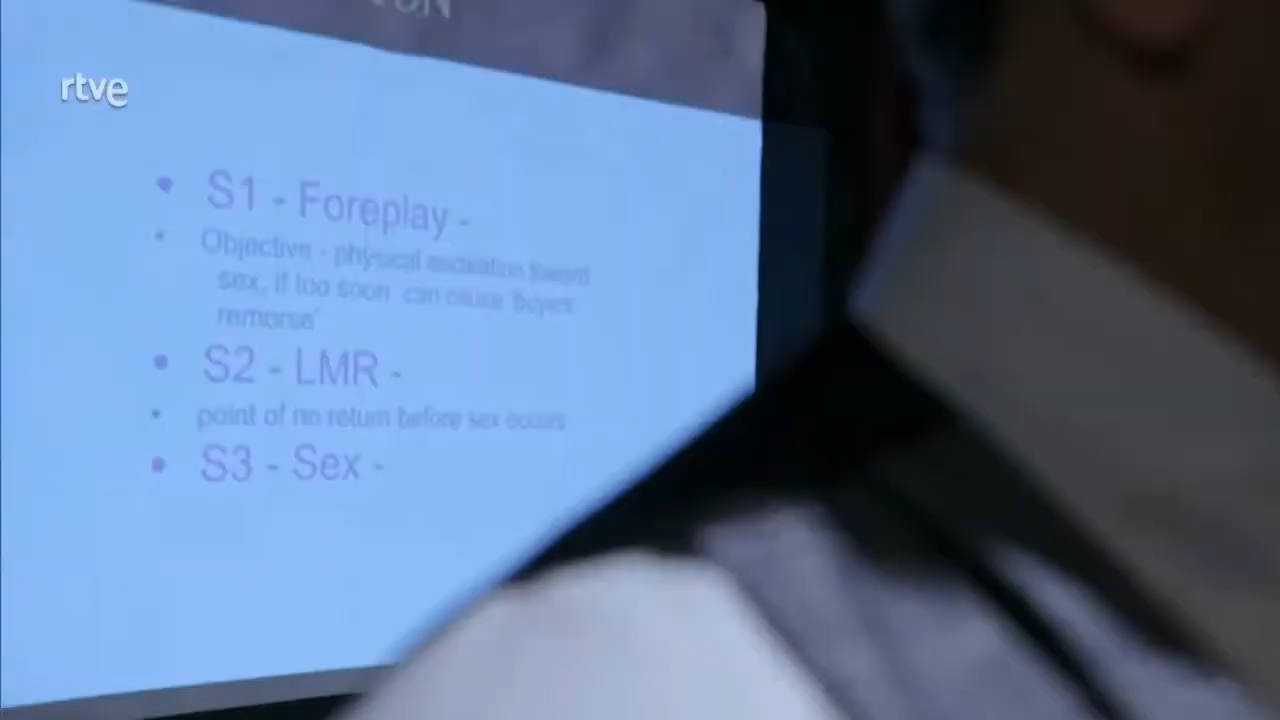 rtve
S1 - Foreplay -
Objective - physical escalation toward
sex, if too soon can cause 'buyers
remorse'
S2 - LMR -
point of no return before sex occurs
S3 - Sex -